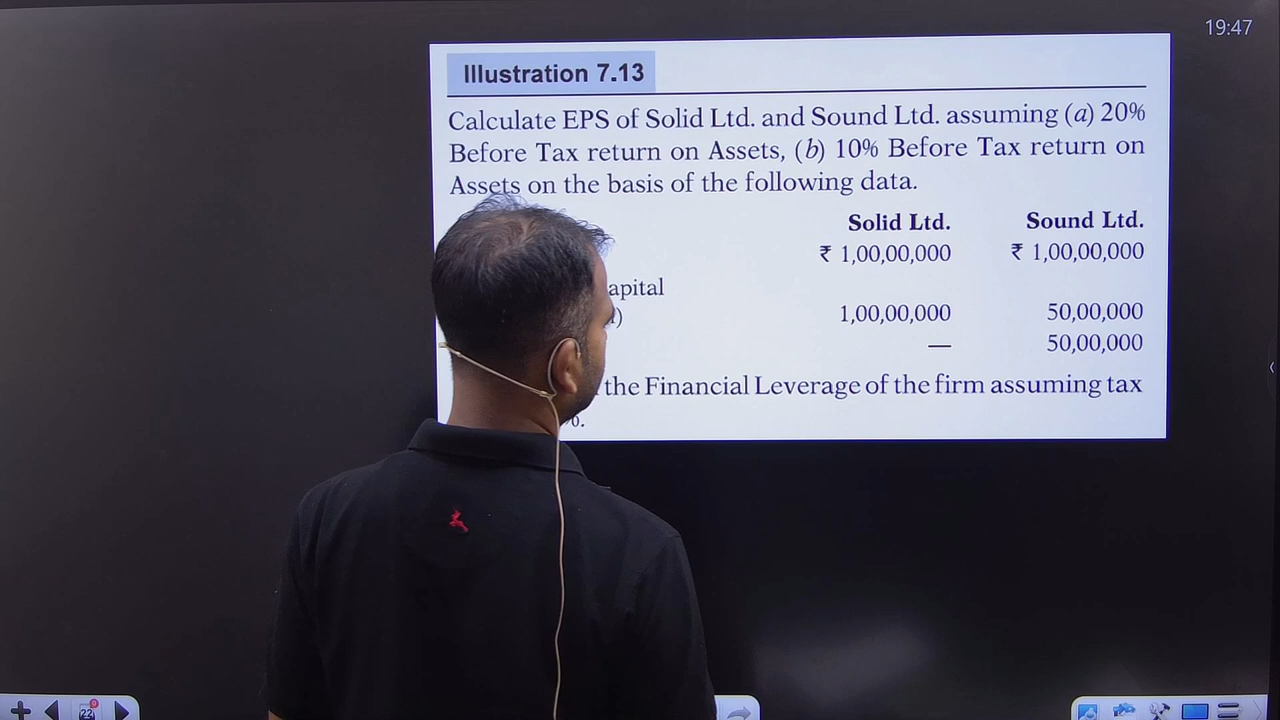 19:47
Illustration 7.13
Calculate EPS of Solid Ltd. and Sound Ltd. assuming (a) 20%
Before Tax return on Assets, (b) 10% Before Tax return on
Assets on the basis of the following data.
Solid Ltd. Sound Ltd.
₹ 1,00,00,000 ₹ 1,00,00,000
apital
) 1,00,00,000 50,00,000
— 50,00,000
the Financial Leverage of the firm assuming tax
%.
22